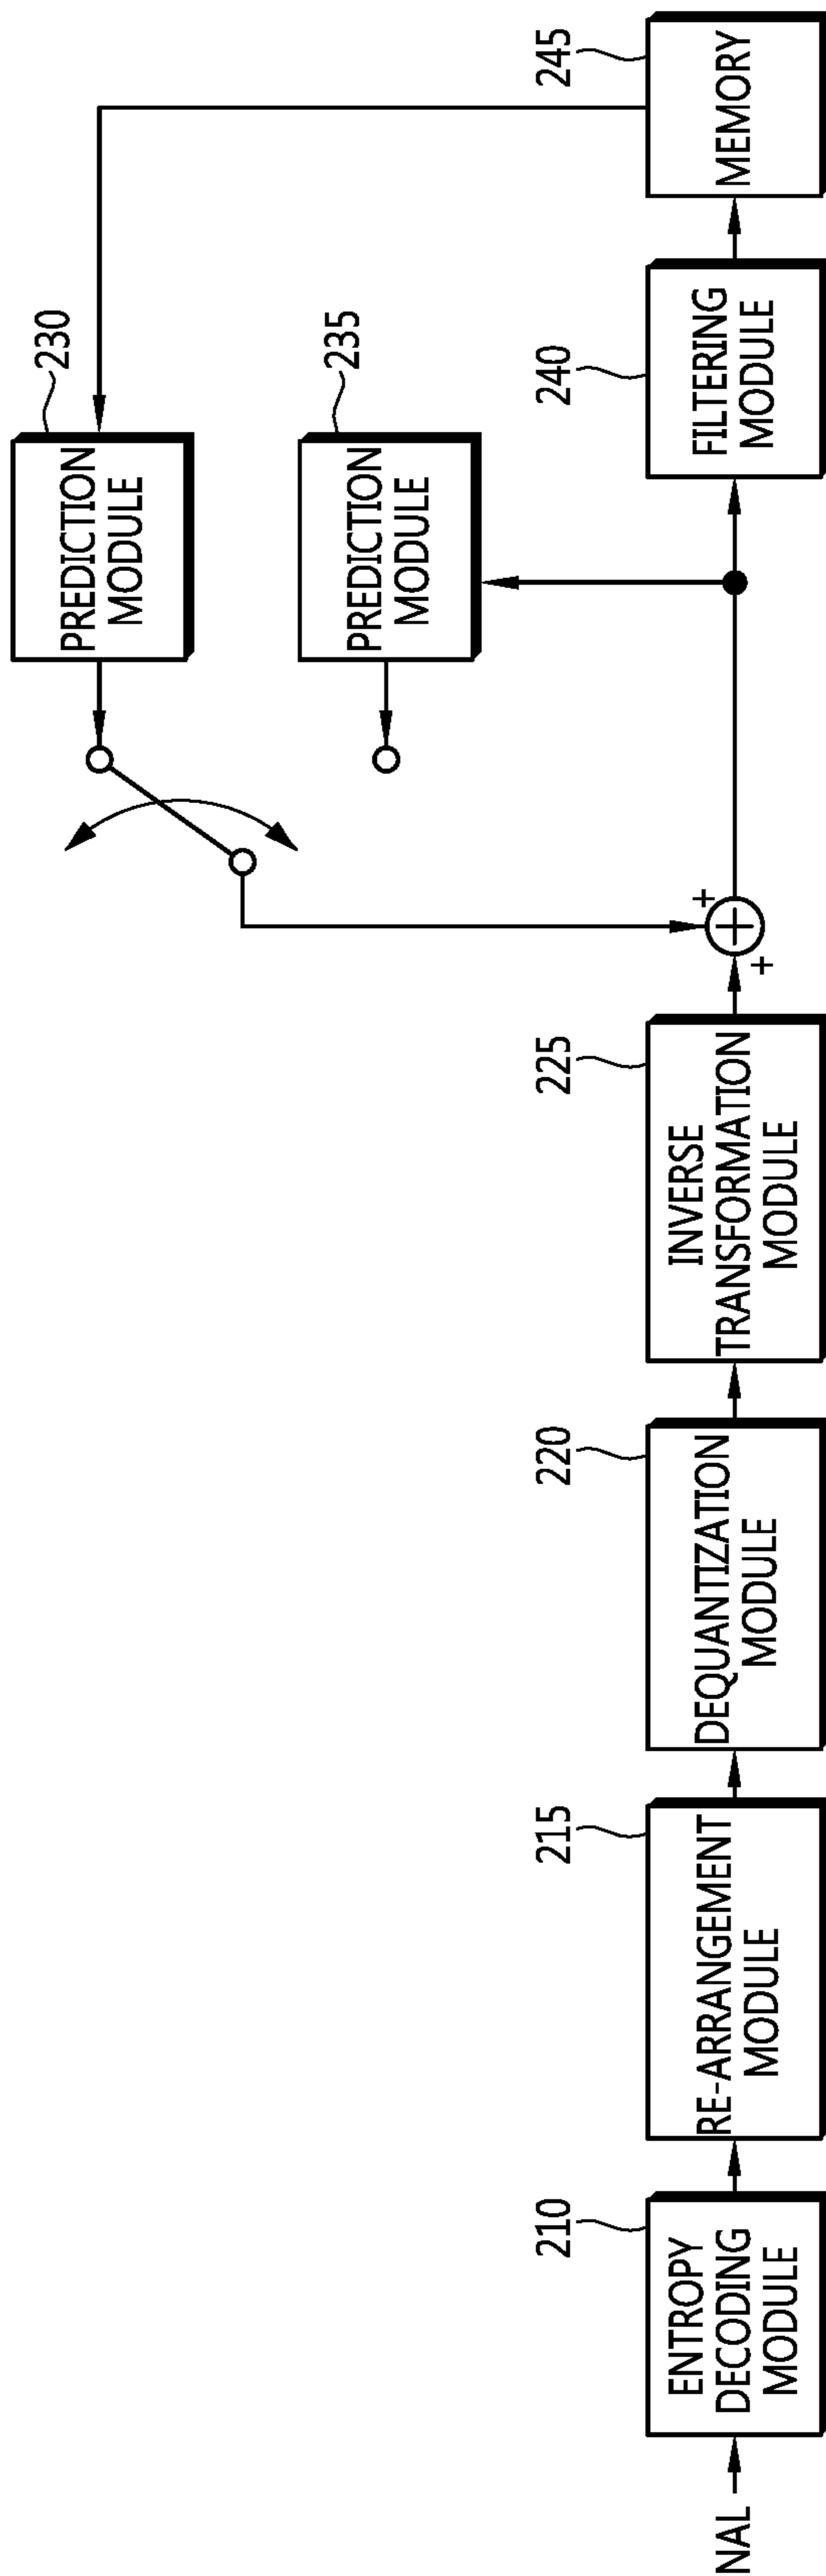 230
PREDICTION
MODULE
235
PREDICTION
MODULE
+
+
NAL
210
ENTROPY
DECODING
MODULE
215
RE-ARRANGEMENT
MODULE
220
DEQUANTIZATION
MODULE
225
INVERSE
TRANSFORMATION
MODULE
240
FILTERING
MODULE
245
MEMORY